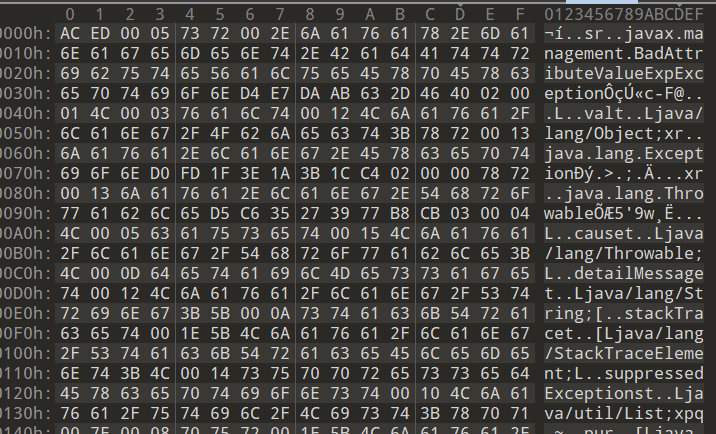 0 1 2 3 4 5 6 7 8 9 A B C D E F 0123456789ABCDEF
0000h: AC ED 00 05 73 72 00 2E 6A 61 76 61 78 2E 6D 61 ¬í..sr..javax.ma
0010h: 6E 61 67 65 6D 65 6E 74 2E 42 61 64 41 74 74 72 nagement.BadAttr
0020h: 69 62 75 74 65 56 61 6C 75 65 45 78 70 45 78 63 ibuteValueExpExc
0030h: 65 70 74 69 6F 6E D4 E7 DA AB 63 2D 46 40 02 00 eptionÔçÚ«c-F@..
0040h: 01 4C 00 03 76 61 6C 74 00 12 4C 6A 61 76 61 2F .L..valt..Ljava/
0050h: 6C 61 6E 67 2F 4F 62 6A 65 63 74 3B 78 72 00 13 lang/Object;xr..
0060h: 6A 61 76 61 2E 6C 61 6E 67 2E 45 78 63 65 70 74 java.lang.Except
0070h: 69 6F 6E D0 FD 1F 3E 1A 3B 1C C4 02 00 00 78 72 ionÐý.>.;.Ä...xr
0080h: 00 13 6A 61 76 61 2E 6C 61 6E 67 2E 54 68 72 6F ..java.lang.Thro
0090h: 77 61 62 6C 65 D5 C6 35 27 39 77 B8 CB 03 00 04 wableÕÆ5'9w¸Ë...
00A0h: 4C 00 05 63 61 75 73 65 74 00 15 4C 6A 61 76 61 L..causet..Ljava
00B0h: 2F 6C 61 6E 67 2F 54 68 72 6F 77 61 62 6C 65 3B /lang/Throwable;
00C0h: 4C 00 0D 64 65 74 61 69 6C 4D 65 73 73 61 67 65 L..detailMessage
00D0h: 74 00 12 4C 6A 61 76 61 2F 6C 61 6E 67 2F 53 74 t..Ljava/lang/St
00E0h: 72 69 6E 67 3B 5B 00 0A 73 74 61 63 6B 54 72 61 ring;[..stackTra
00F0h: 63 65 74 00 1E 5B 4C 6A 61 76 61 2F 6C 61 6E 67 cet..[Ljava/lang
0100h: 2F 53 74 61 63 6B 54 72 61 63 65 45 6C 65 6D 65 /StackTraceEleme
0110h: 6E 74 3B 4C 00 14 73 75 70 70 72 65 73 73 65 64 nt;L..suppressed
0120h: 45 78 63 65 70 74 69 6F 6E 73 74 00 10 4C 6A 61 Exceptionst..Lja
0130h: 76 61 2F 75 74 69 6C 2F 4C 69 73 74 3B 78 70 71 va/util/List;xpq
0140h: 00 7E 00 08 70 75 72 00 1E 5B 4C 6A 61 76 61 2E .~..pur..[Ljava.